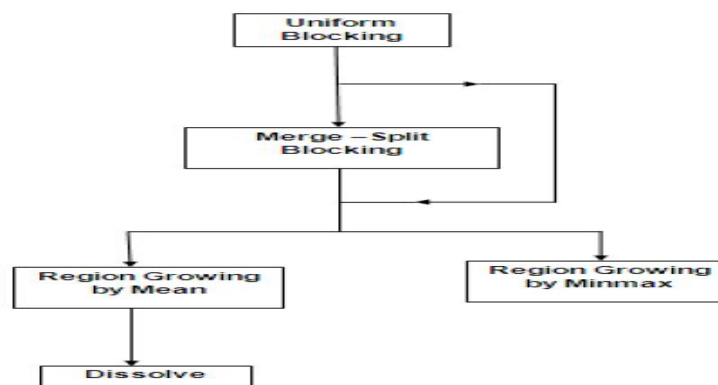 Uniform
Blocking
Merge – Split
Blocking
Region Growing
by Mean
Region Growing
by Minmax
Dissolve